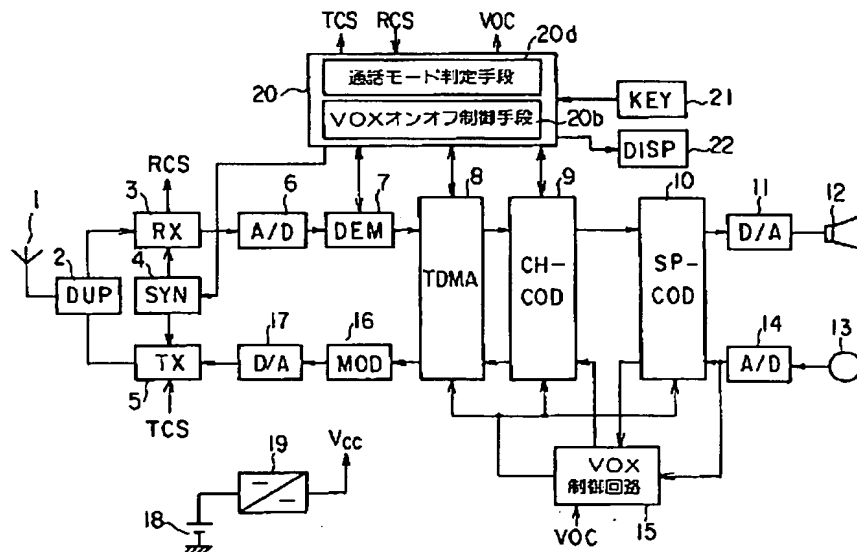 TCS RCS VOC
20d
20
通話モード判定手段
VOXオンオフ制御手段
20b
KEY
21
DISP
22
RCS
1
3
RX
6
A/D
7
DEM
8
TDMA
9
CH-
COD
10
SP-
COD
11
D/A
12
2
DUP
4
SYN
17
D/A
16
MOD
14
A/D
13
TX
5
TCS
19
Vcc
18
VOX
制御回路
15
VOC